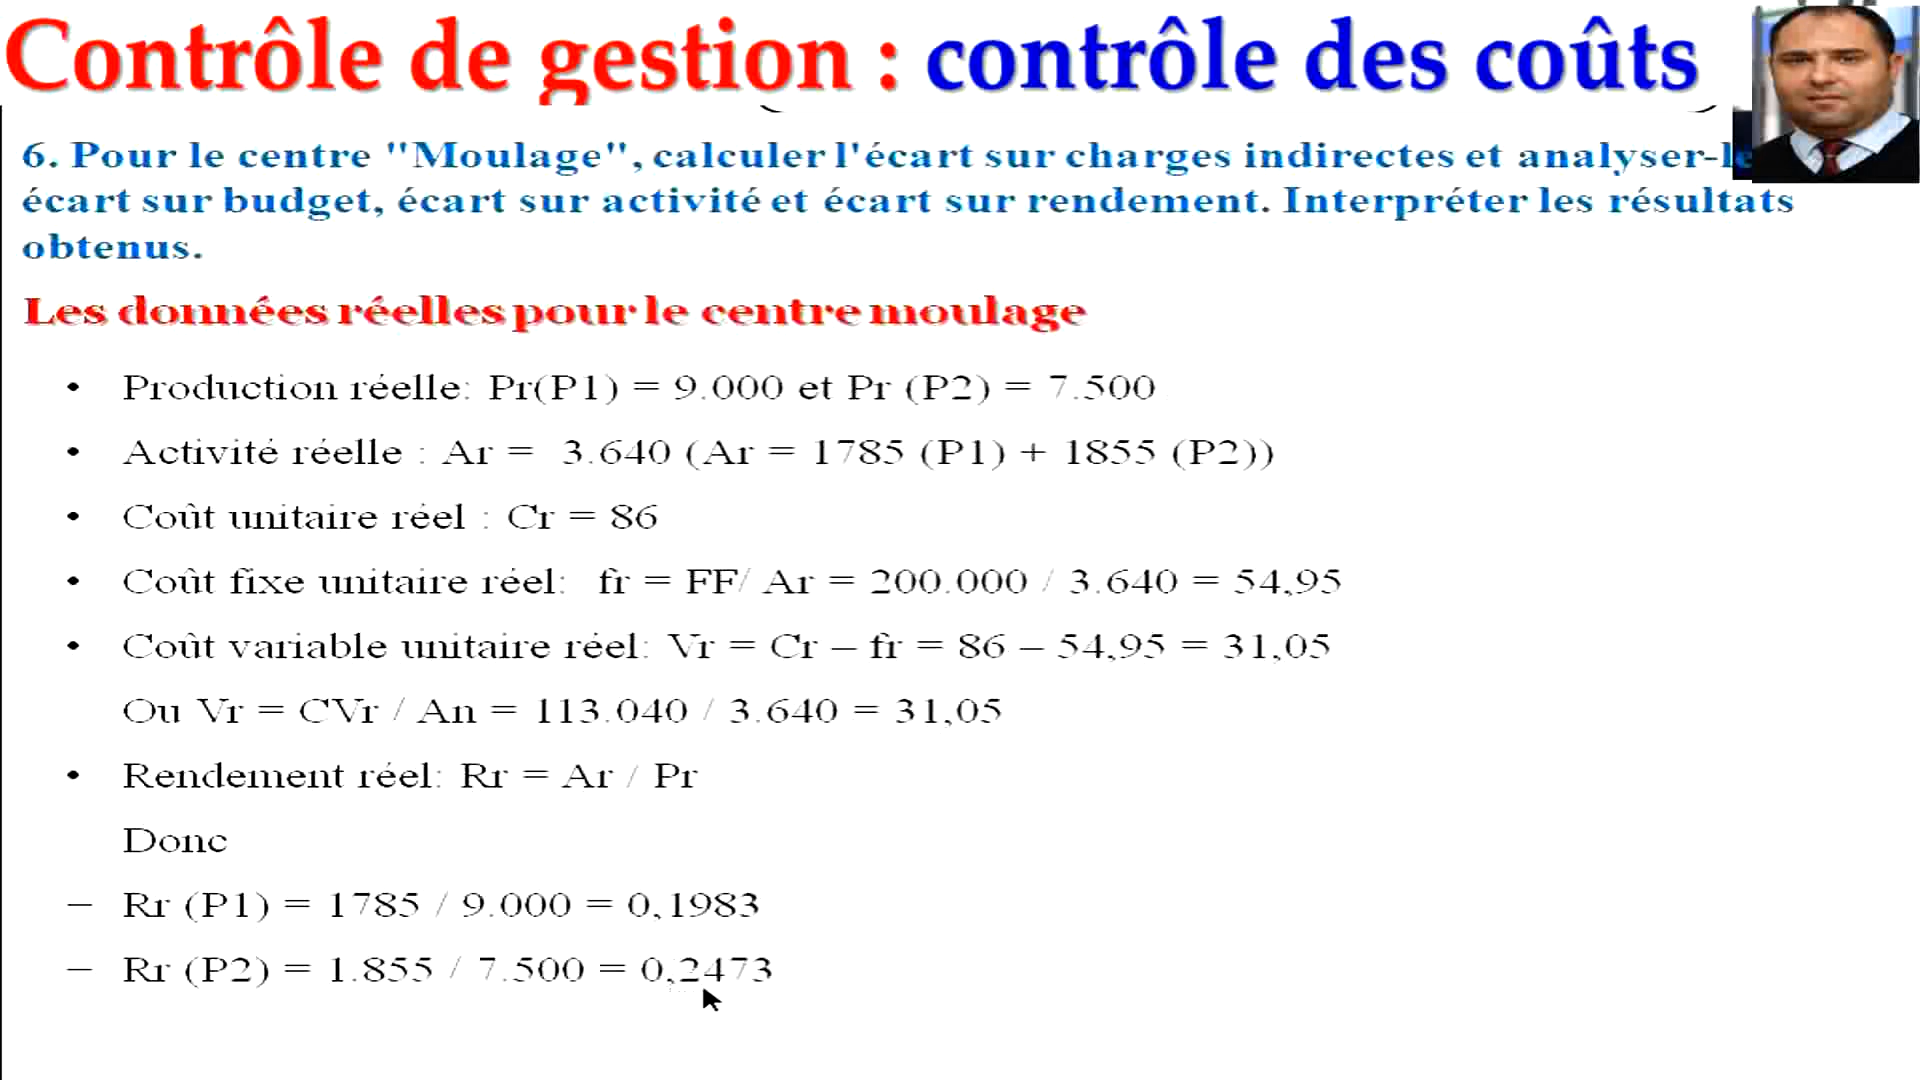 Contrôle de gestion : contrôle des coûts
6. Pour le centre "Moulage", calculer l'écart sur charges indirectes et analyser-
écart sur budget, écart sur activité et écart sur rendement. Interpréter les résultats
obtenus.
Les données réelles pour le centre moulage
• Production réelle: Pr(P1) = 9.000 et Pr (P2) = 7.500
• Activité réelle : Ar = 3.640 (Ar = 1785 (P1) + 1855 (P2))
• Coût unitaire réel : Cr = 86
• Coût fixe unitaire réel: fr = FF/ Ar = 200.000 / 3.640 = 54,95
• Coût variable unitaire réel: Vr = Cr – fr = 86 – 54,95 = 31,05
Ou Vr = CVr / An = 113.040 / 3.640 = 31,05
• Rendement réel: Rr = Ar / Pr
Donc
– Rr (P1) = 1785 / 9.000 = 0,1983
– Rr (P2) = 1.855 / 7.500 = 0,2473